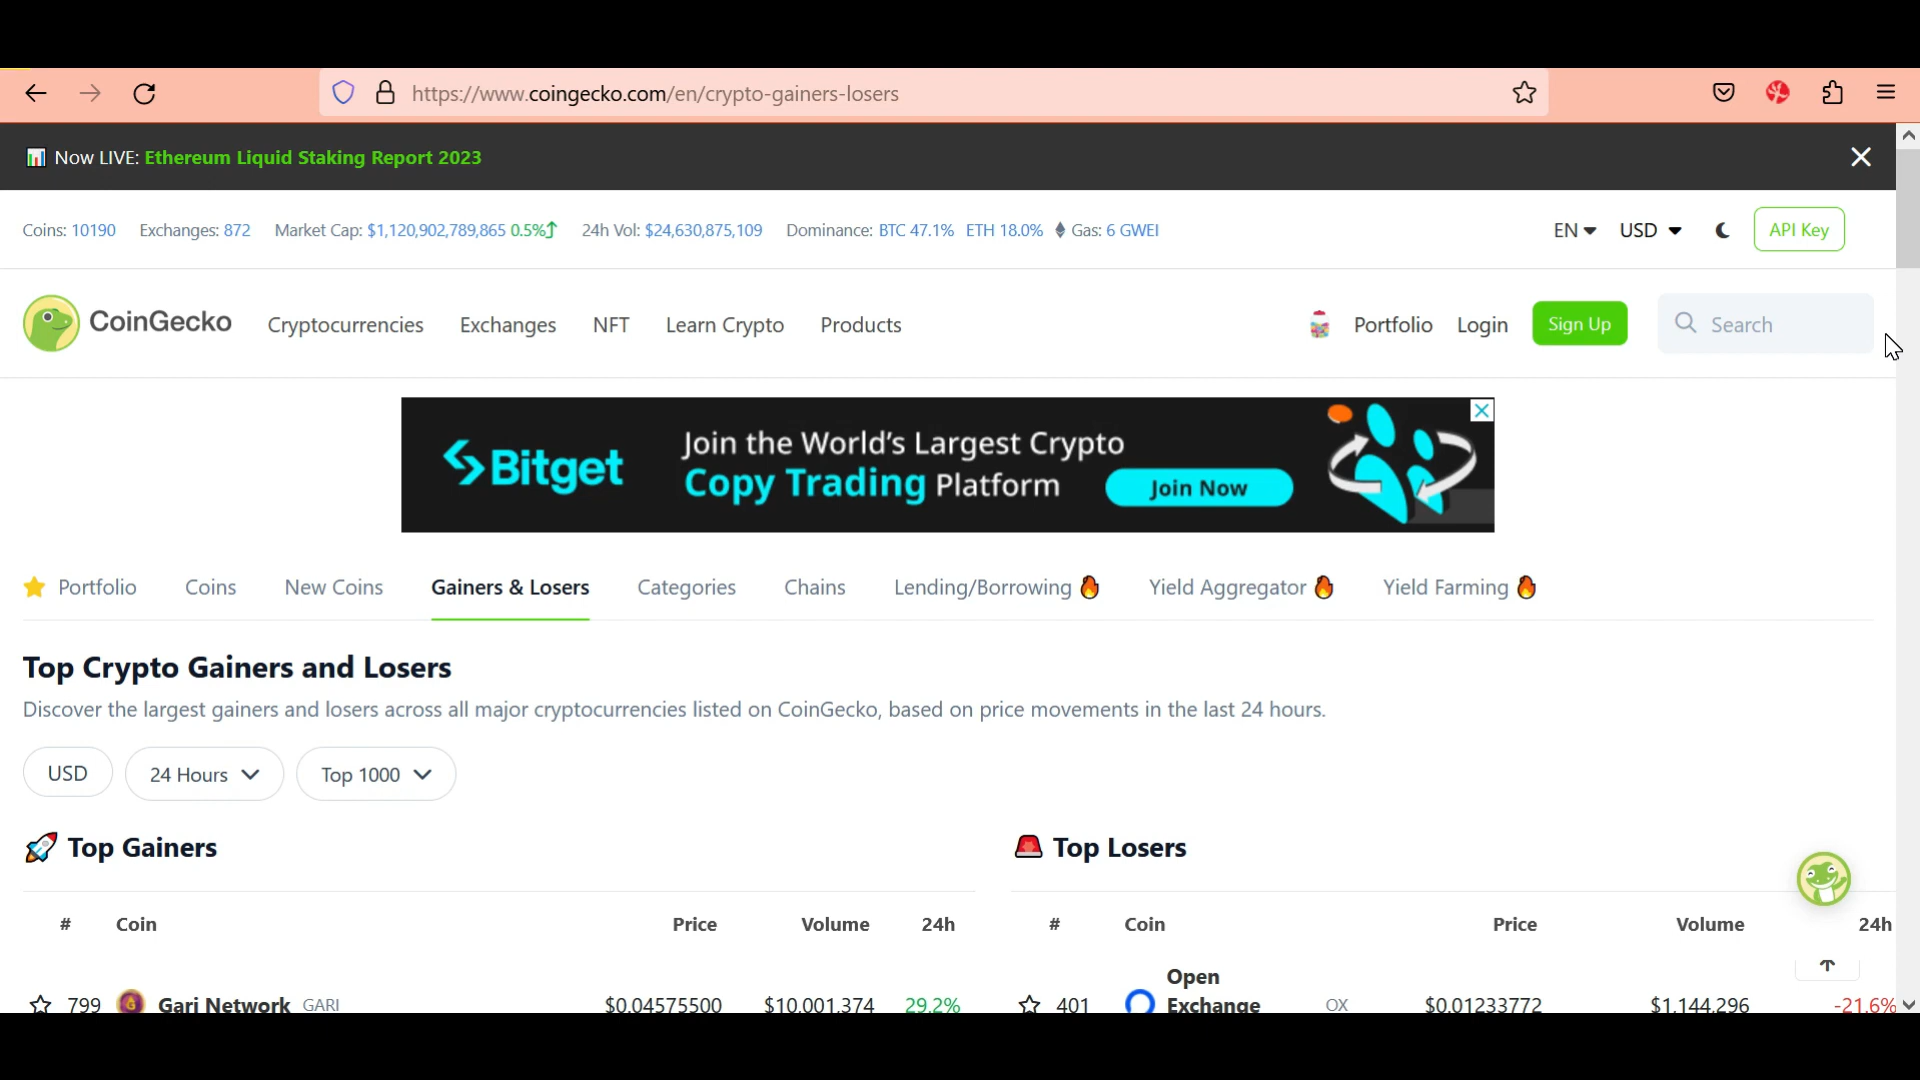 https://www.coingecko.com/en/crypto-gainers-losers
Now LIVE: Ethereum Liquid Staking Report 2023
Coins: 10190 Exchanges: 872 Market Cap: $1,120,902,789,865 0.5% 24h Vol: $24,630,875,109 Dominance: BTC 47.1% ETH 18.0% Gas: 6 GWEI EN USD API Key
CoinGecko Cryptocurrencies Exchanges NFT Learn Crypto Products Portfolio Login Sign Up Search
Bitget
Join the World's Largest Crypto
Copy Trading Platform
Join Now
Portfolio Coins New Coins Gainers & Losers Categories Chains Lending/Borrowing Yield Aggregator Yield Farming
Top Crypto Gainers and Losers
Discover the largest gainers and losers across all major cryptocurrencies listed on CoinGecko, based on price movements in the last 24 hours.
USD 24 Hours Top 1000
Top Gainers
# Coin Price Volume 24h
799 Gari Network GARI $0.04575500 $10,001,374 29.2%
Top Losers
# Coin Price Volume 24h
Open
401 Exchange OX $0.01233772 $1,144,296 -21.6%